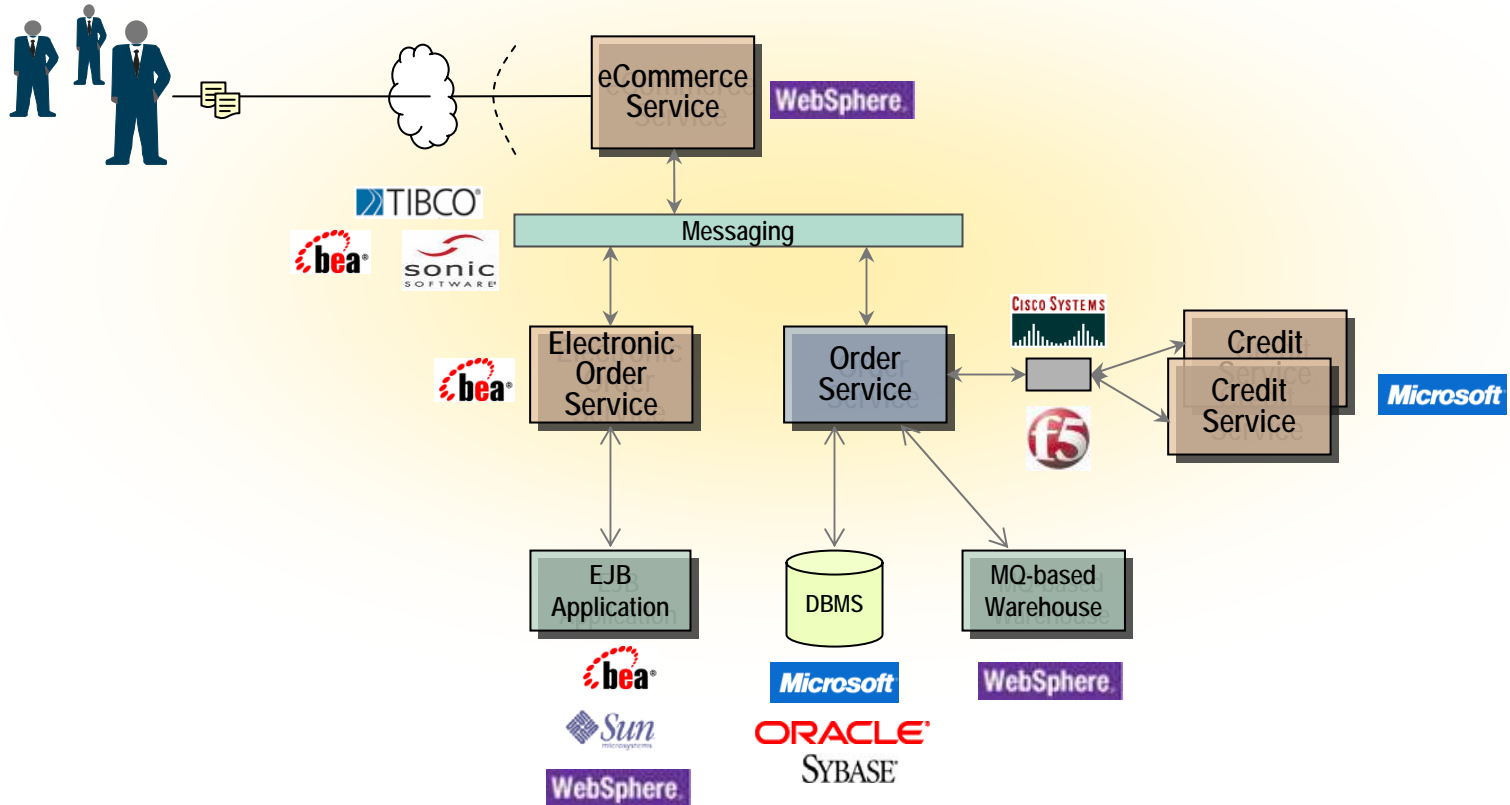 eCommerce
Service
WebSphere.
TIBCO®
Messaging
bea®
sonic
SOFTWARE®
CISCO SYSTEMS
Electronic
Order
Service
bea®
Order
Service
Credit
Service
Credit
Service
Microsoft
f5
EJB
Application
DBMS
MQ-based
Warehouse
bea®
Microsoft
WebSphere.
Sun
microsystems
ORACLE®
SYBASE®
WebSphere.